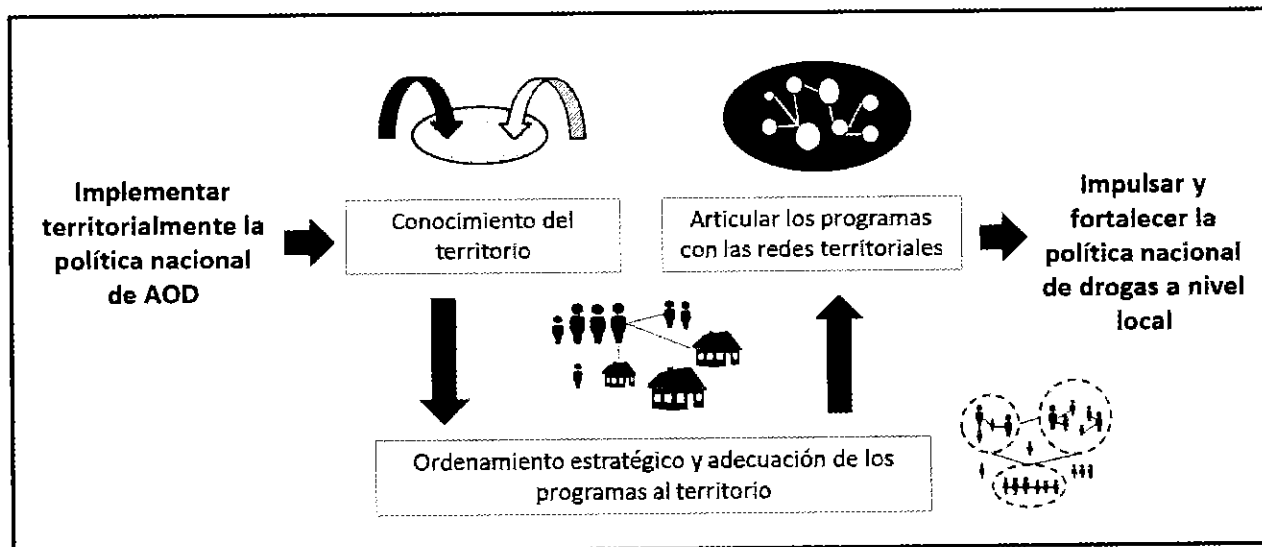 Implementar
territorialmente la
política nacional
de AOD
Conocimiento del
territorio
Articular los programas
con las redes territoriales
Impulsar y
fortalecer la
política nacional
de drogas a nivel
local
Ordenamiento estratégico y adecuación de los
programas al territorio